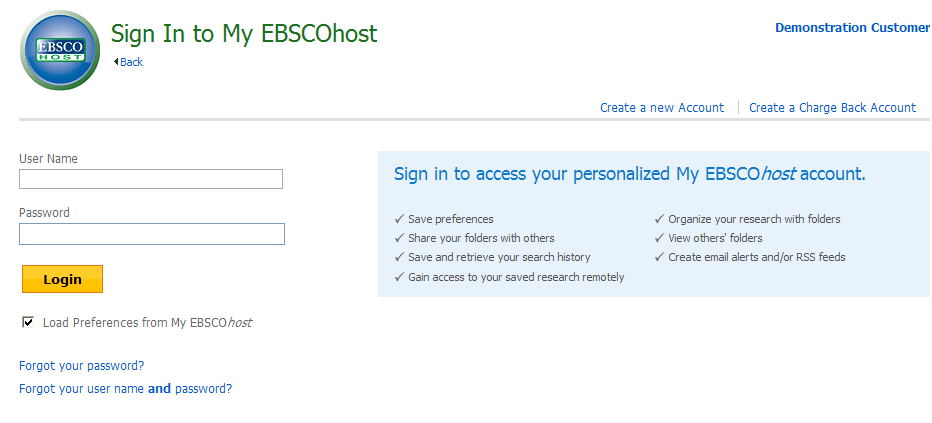 EBSCO
HOST
Sign In to My EBSCOhost
Demonstration Customer
Back
Create a new Account
Create a Charge Back Account
User Name
Password
Login
Load Preferences from My EBSCOhost
Forgot your password?
Forgot your user name and password?
Sign in to access your personalized My EBSCOhost account.
Save preferences
Share your folders with others
Save and retrieve your search history
Gain access to your saved research remotely
Organize your research with folders
View others' folders
Create email alerts and/or RSS feeds